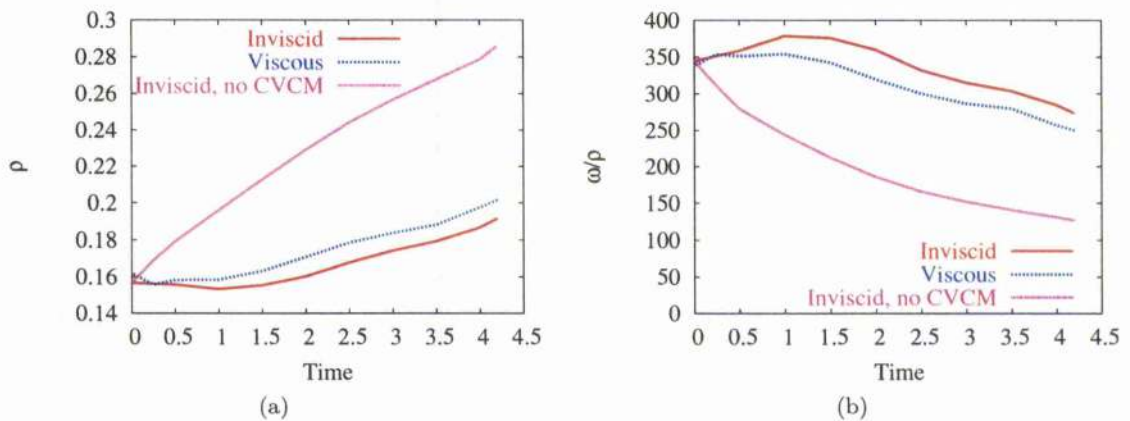 0.3
0.28
0.26
0.24
0.22
0.2
0.18
0.16
0.14
ρ
Inviscid
Viscous
Inviscid, no CVCM
0 0.5 1 1.5 2 2.5 3 3.5 4 4.5
Time
(a)
400
350
300
250
200
150
100
50
0
ω/ρ
Inviscid
Viscous
Inviscid, no CVCM
0 0.5 1 1.5 2 2.5 3 3.5 4 4.5
Time
(b)